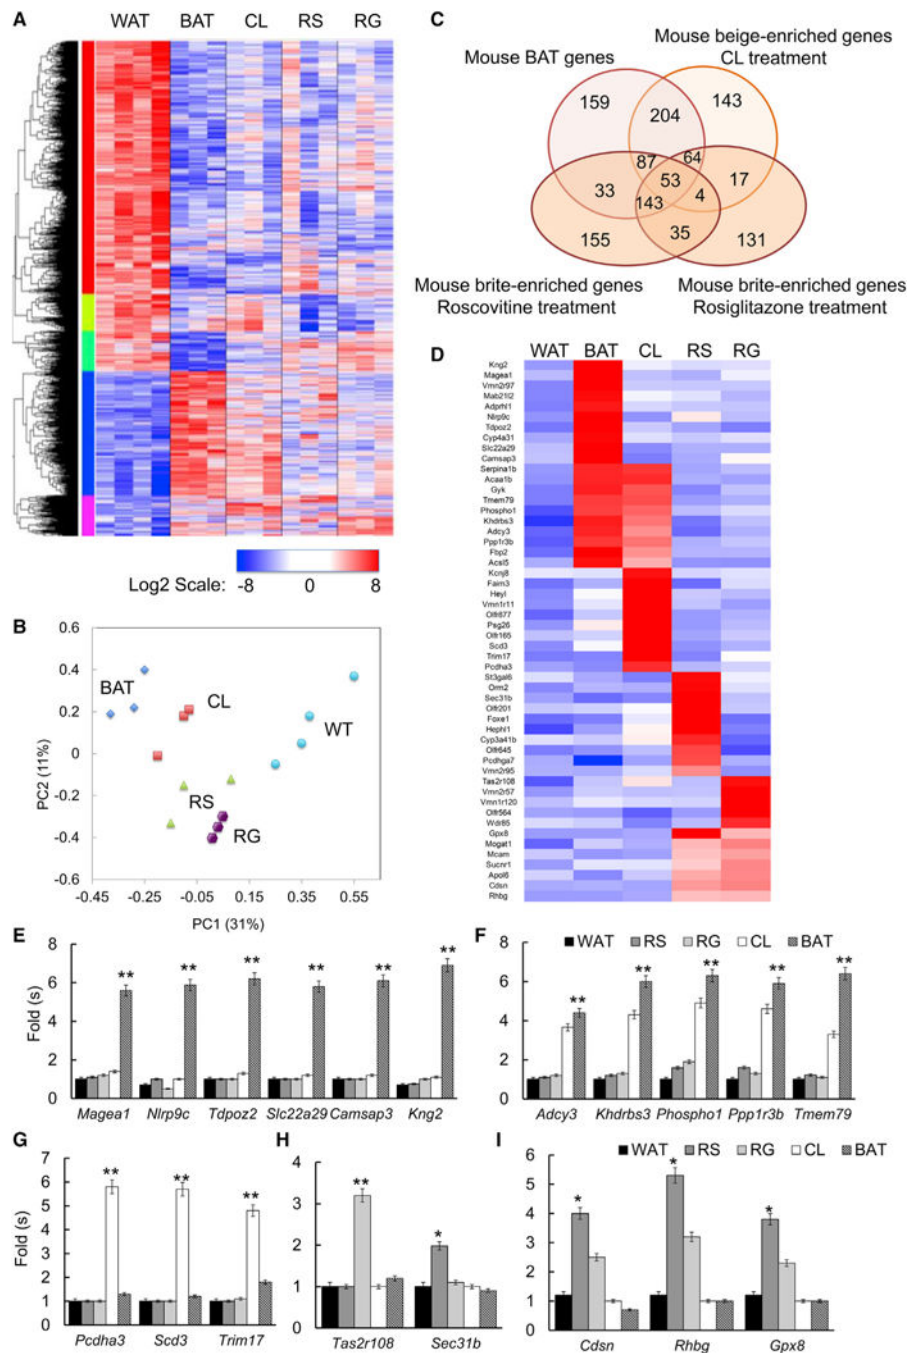 A
WAT BAT CL RS RG
Log2 Scale: -8 0 8
B
0.6
0.4
0.2
0
-0.2
-0.4
-0.6
PC2 (11%)
BAT
CL
WT
RS
RG
-0.45 -0.25 -0.05 0.15 0.35 0.55
PC1 (31%)
C
Mouse BAT genes
Mouse beige-enriched genes
CL treatment
159 204 143
87 64
33 53 4 17
143
155 35 131
Mouse brite-enriched genes
Roscovitine treatment
Mouse brite-enriched genes
Rosiglitazone treatment
D
WAT BAT CL RS RG
Kng2
Magea1
Vmn2r97
Mab21l2
Adprhl1
Nlrp9c
Tdpoz2
Cyp4a31
Slc22a29
Camsap3
Serpina1b
Acaa1b
Gyk
Tmem79
Phospho1
Khdrbs3
Adcy3
Ppp1r3b
Fbp2
Acsl5
Kcnj8
Faim3
Heyl
Vmn1r11
Olfr677
Psg26
Olfr165
Scd3
Trim17
Pcdha3
St3gal6
Orm2
Sec31b
Olfr201
Foxe1
Hephl1
Cyp3a41b
Olfr645
Pcdhga7
Vmn2r95
Tas2r108
Vmn2r57
Vmn1r120
Olfr564
Wdr85
Gpx8
Mogat1
Mcam
Sucnr1
Apol6
Cdsn
Rhbg
E
Fold (s)
8
6
4
2
0
** ** ** ** ** **
Magea1 Nlrp9c Tdpoz2 Slc22a29 Camsap3 Kng2
F
WAT RS RG CL BAT
8
6
4
2
0
** ** ** ** **
Adcy3 Khdrbs3 Phospho1 Ppp1r3b Tmem79
G
Fold (s)
7
6
5
4
3
2
1
0
** ** **
Pcdha3 Scd3 Trim17
H
4
3
2
1
0
** *
Tas2r108 Sec31b
I
WAT RS RG CL BAT
6
5
4
3
2
1
0
* * *
Cdsn Rhbg Gpx8